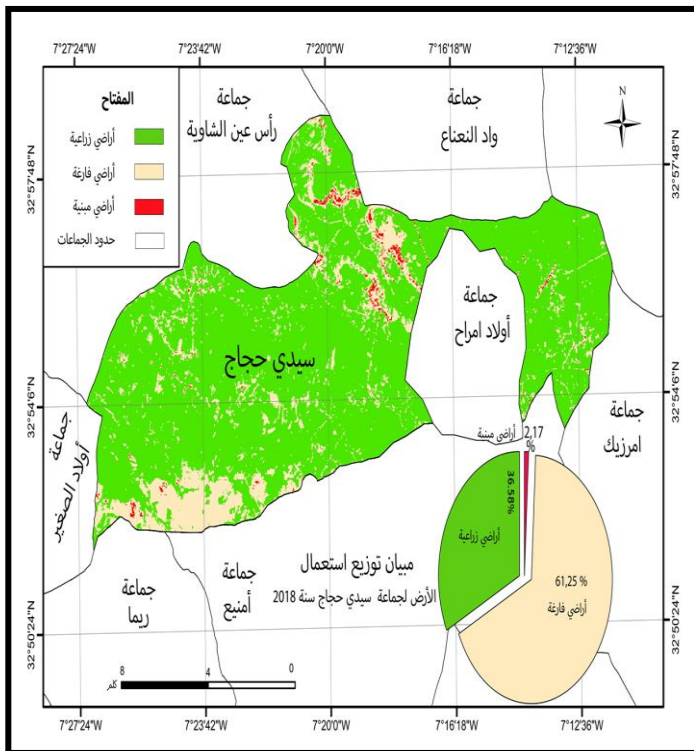 7°27'24"W
7°23'42"W
7°20'0"W
7°16'18"W
7°12'36"W
المفتاح
أراضي زراعية
أراضي فارغة
أراضي مبنية
حدود الجماعات
جماعة
رأس عين الشاوية
جماعة
واد النعناع
N
32°57'48"N
32°57'48"N
جماعة
أولاد امراح
سيدي حجاج
32°54'6"N
32°54'6"N
جماعة
امرزيك
جماعة
أولاد الصغير
أراضي مبنية
2,17
%
36.58%
أراضي زراعية
61,25 %
أراضي فارغة
مبيان توزيع استعمال
الأرض لجماعة سيدي حجاج سنة 2018
جماعة
أمنيع
جماعة
ريما
32°50'24"N
32°50'24"N
8
4
0
كلم
7°27'24"W
7°23'42"W
7°20'0"W
7°16'18"W
7°12'36"W